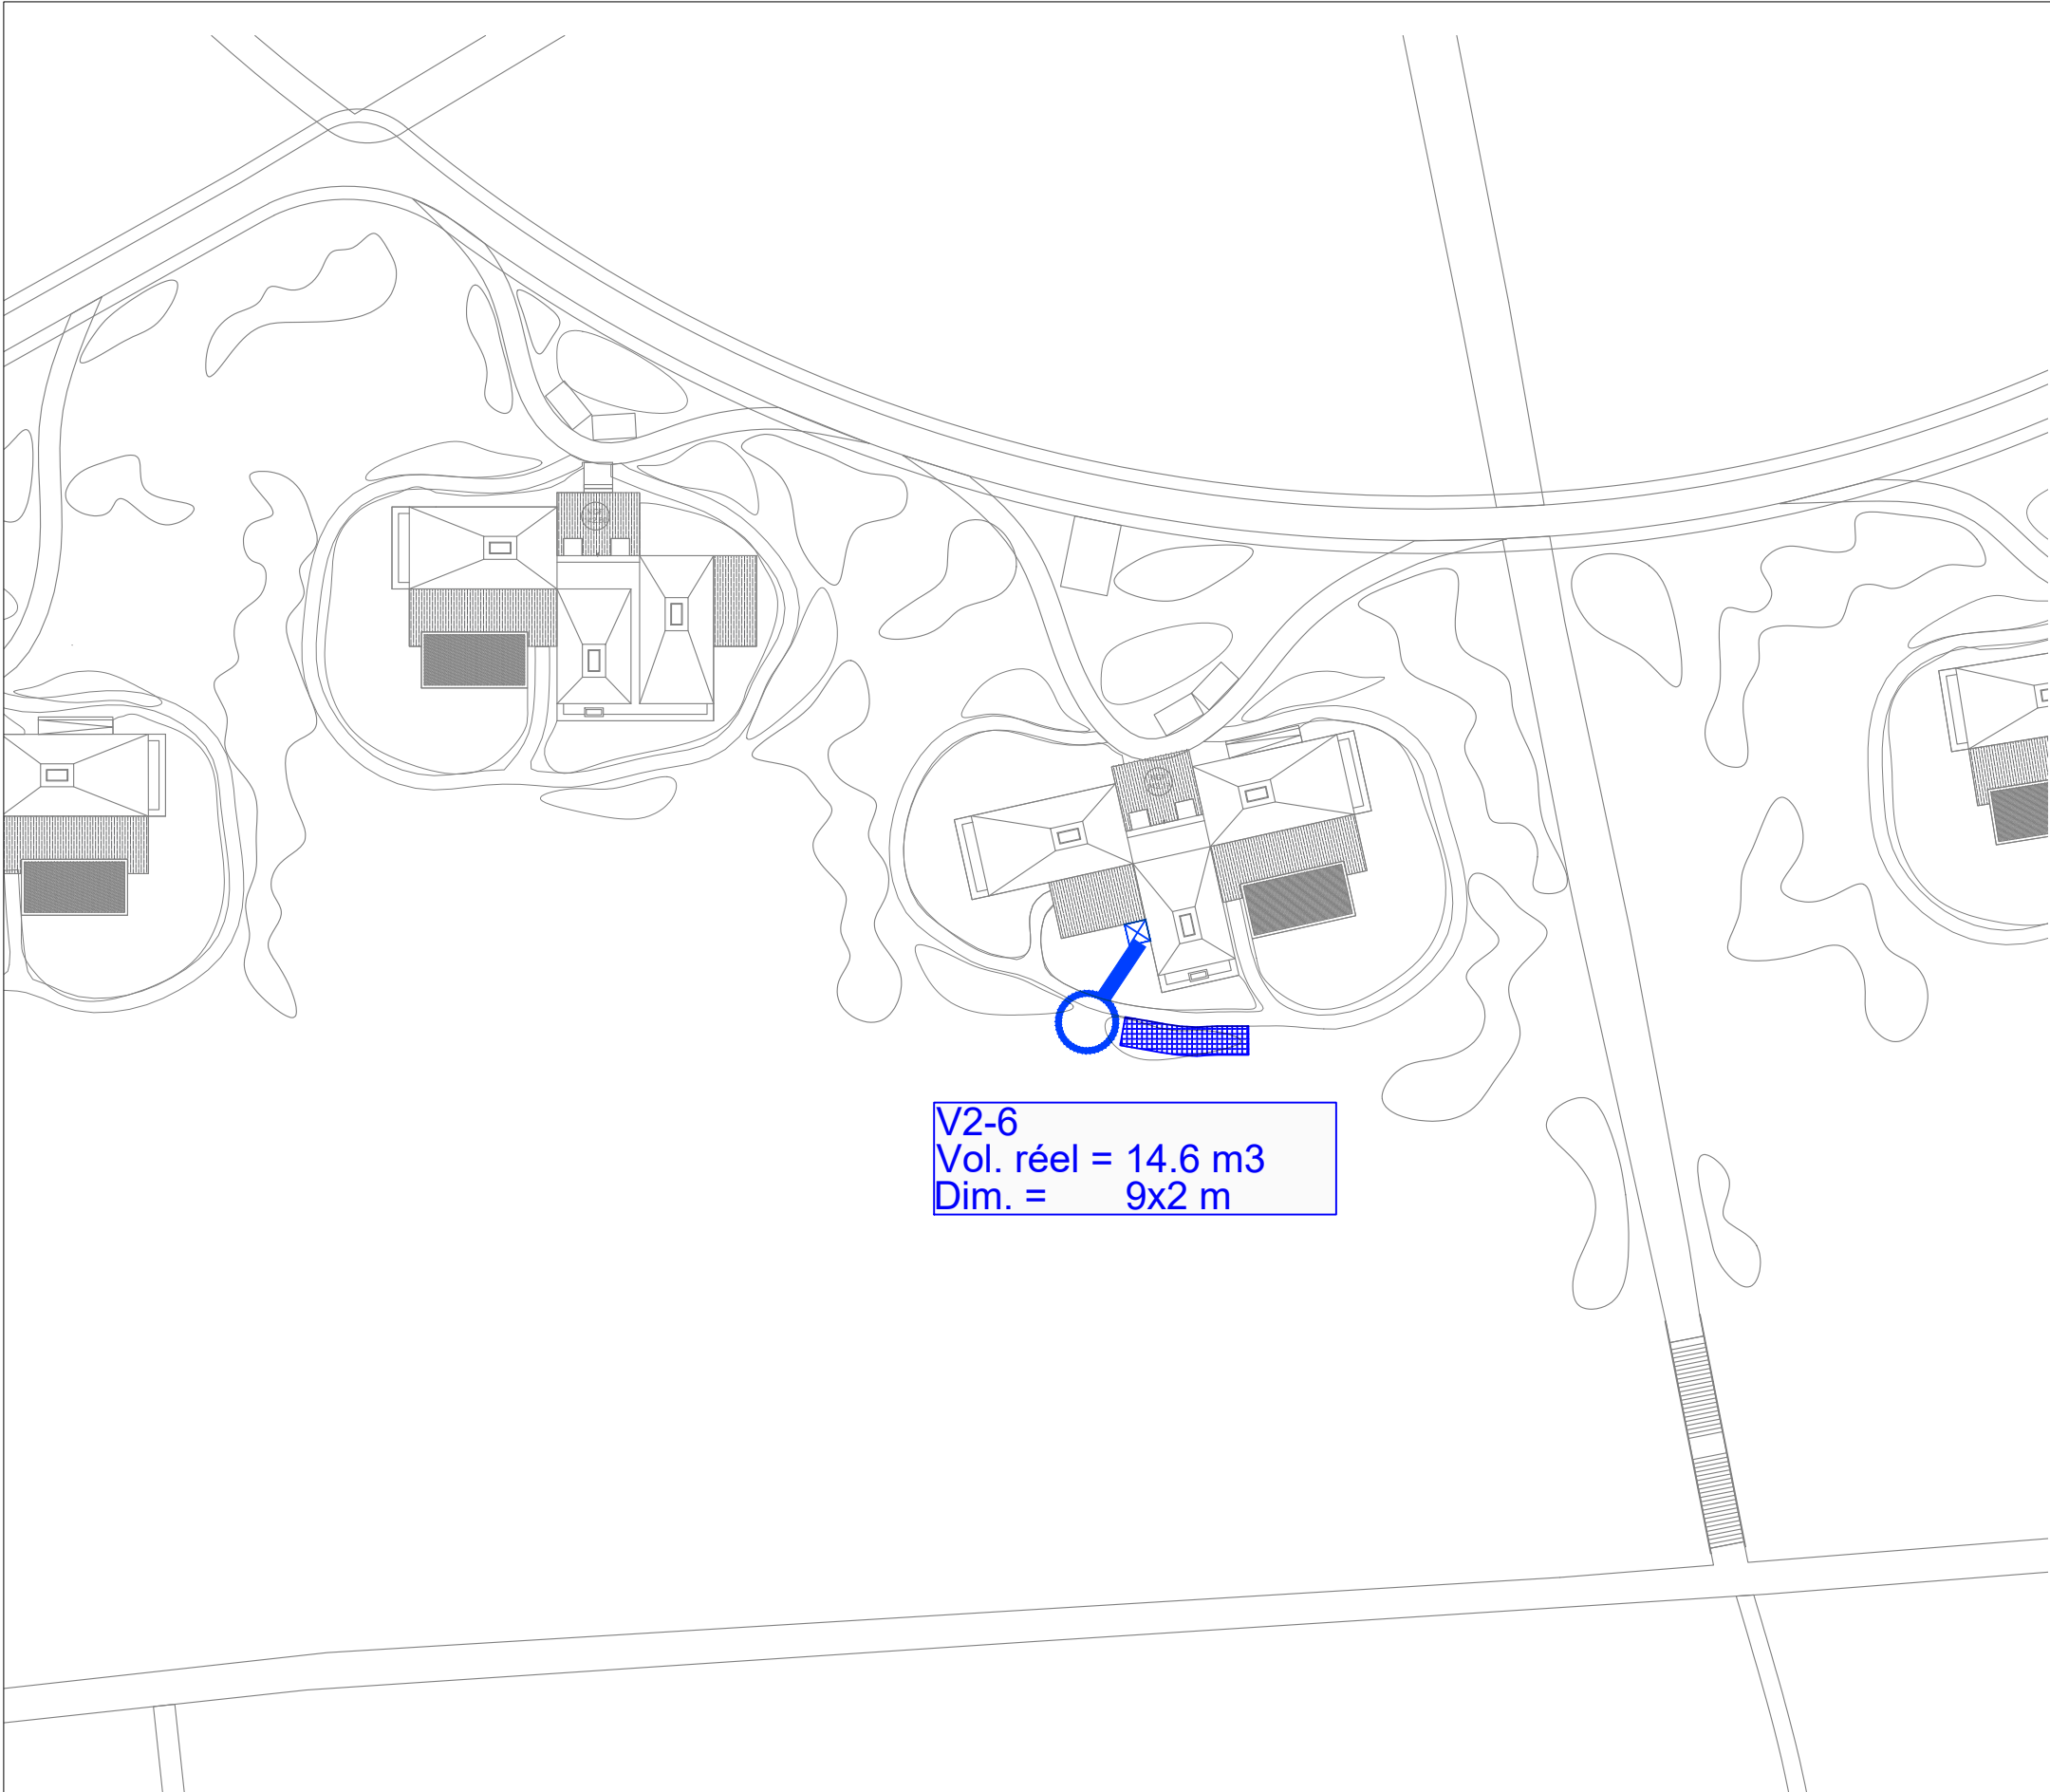 V2-6
Vol. réel = 14.6 m3
Dim. = 9x2 m